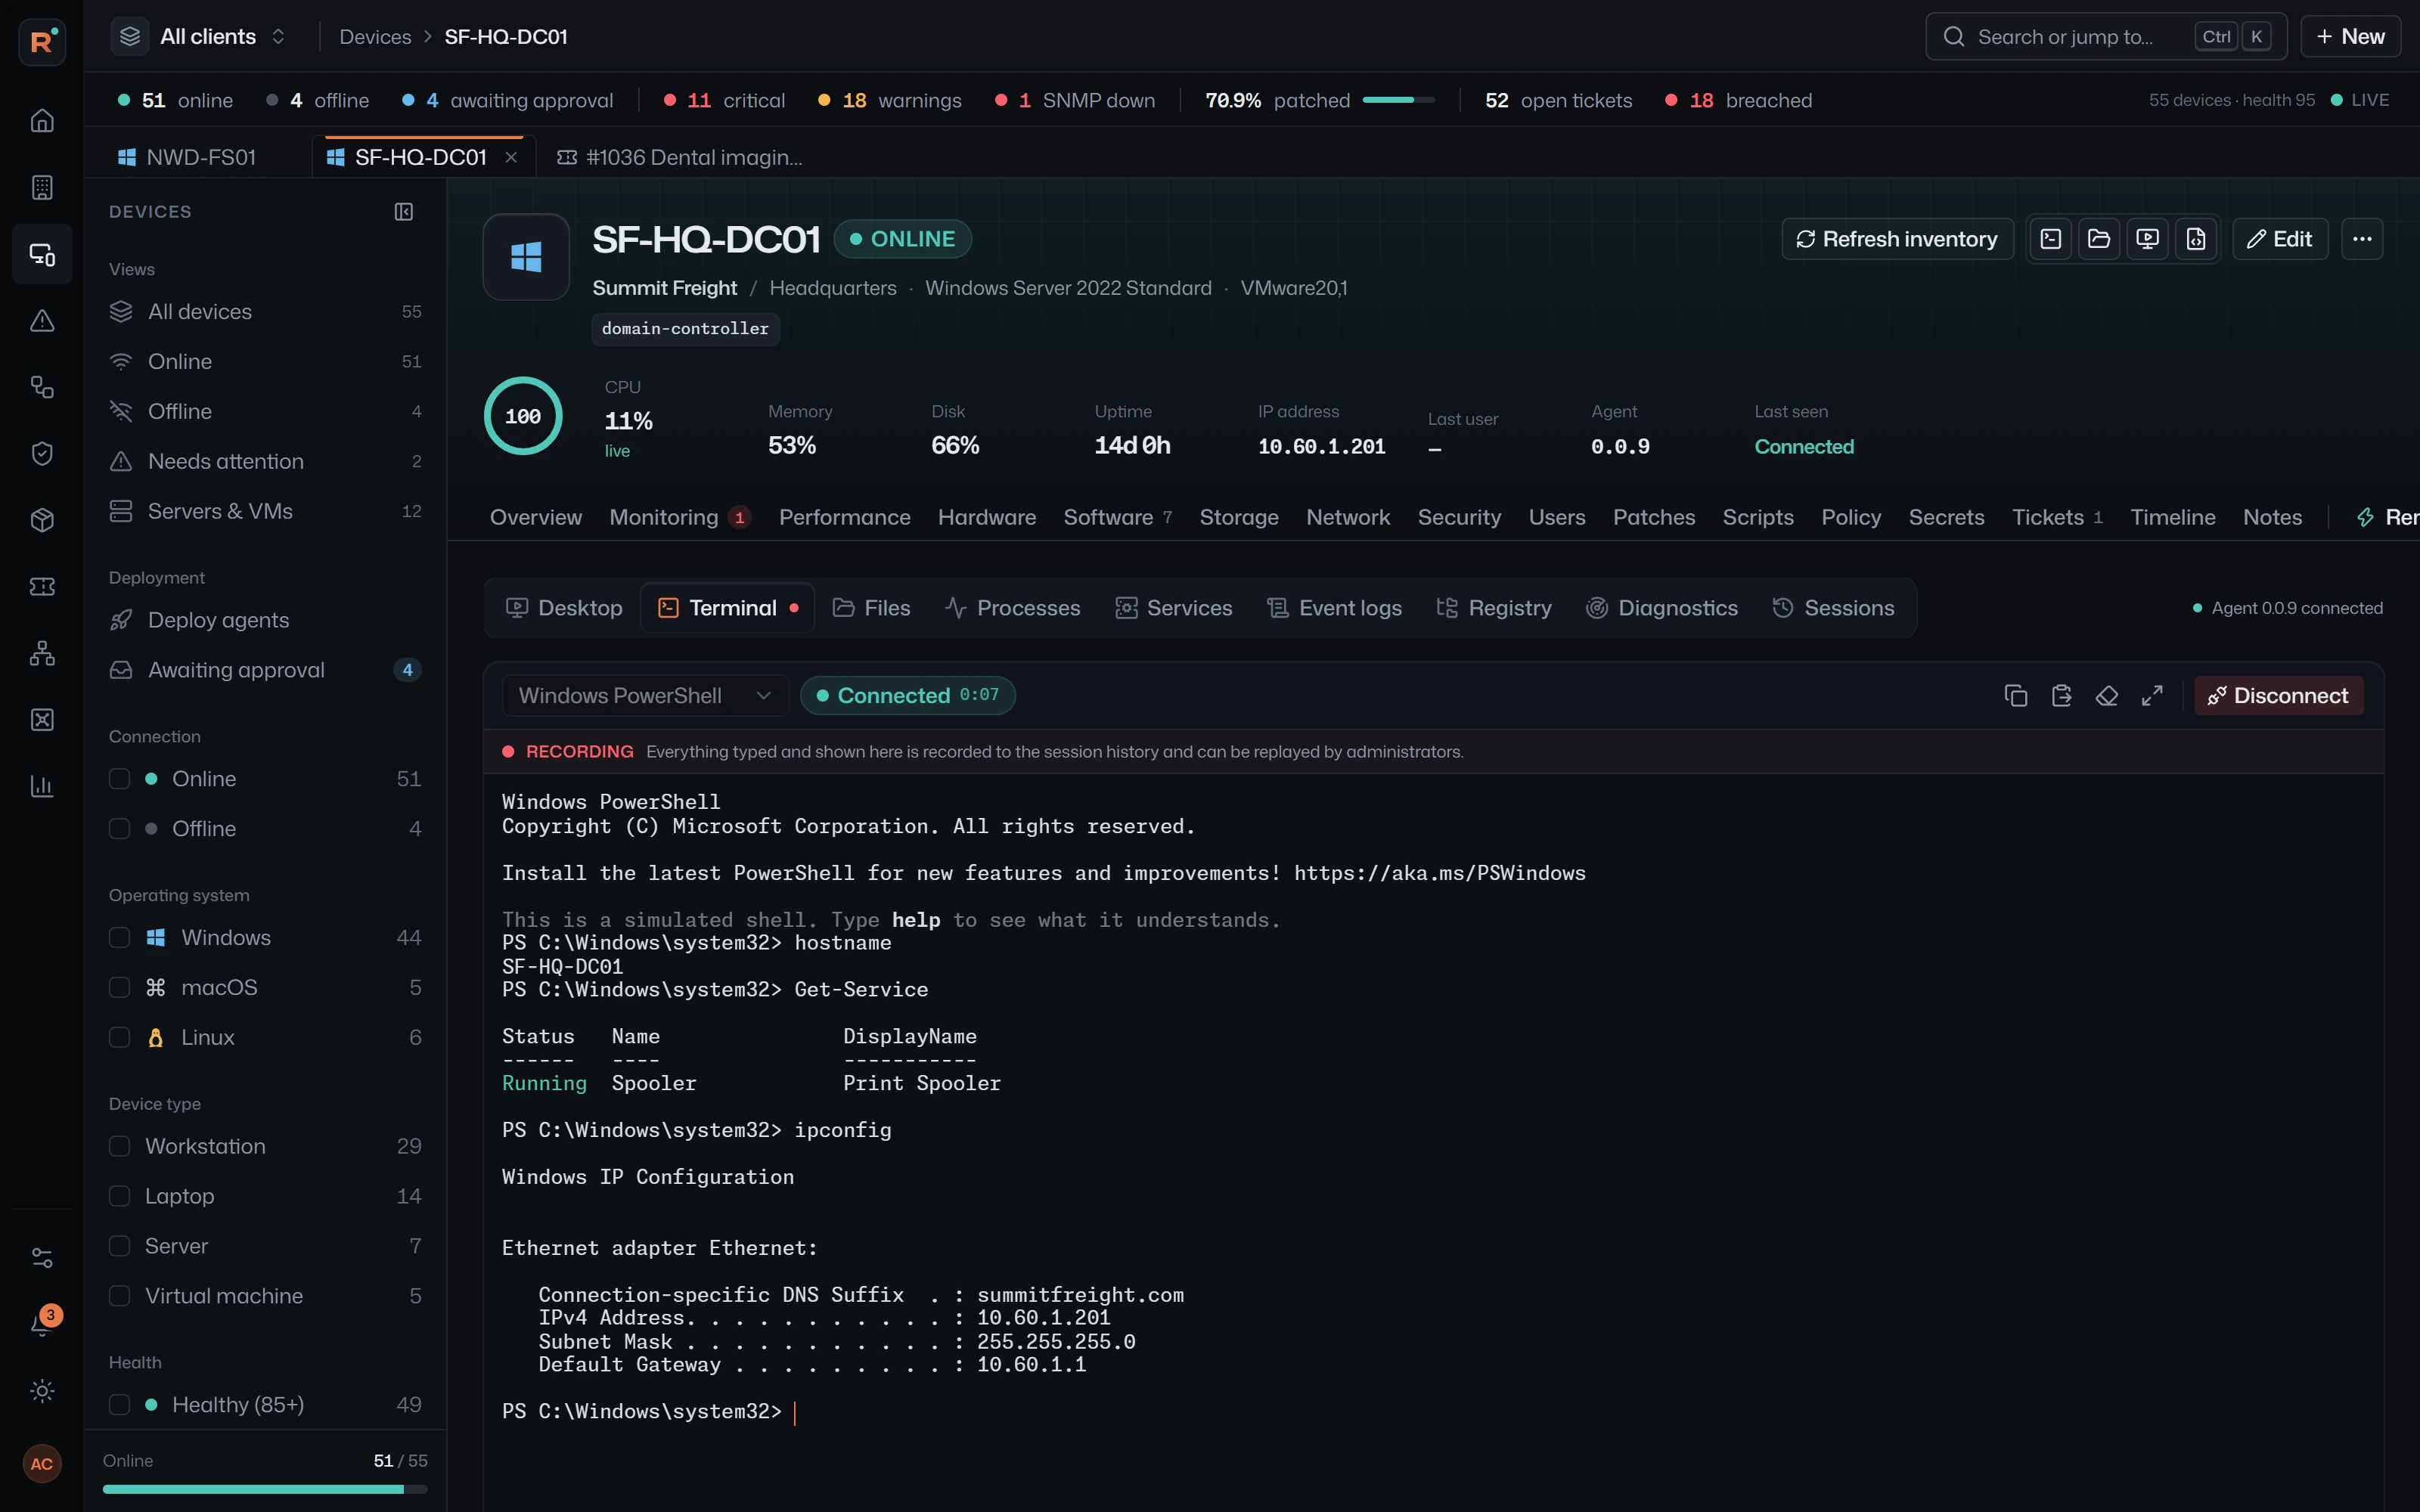 R
All clients
Devices > SF-HQ-DC01
Search or jump to...
Ctrl K
+ New
51 online
4 offline
4 awaiting approval
11 critical
18 warnings
1 SNMP down
70.9% patched
52 open tickets
18 breached
55 devices · health 95
LIVE
NWD-FS01
SF-HQ-DC01
#1036 Dental imagin...
DEVICES
Views
All devices 55
Online 51
Offline 4
Needs attention 2
Servers & VMs 12
Deployment
Deploy agents
Awaiting approval 4
Connection
Online 51
Offline 4
Operating system
Windows 44
macOS 5
Linux 6
Device type
Workstation 29
Laptop 14
Server 7
Virtual machine 5
Health
Healthy (85+) 49
Online 51 / 55
3
AC
SF-HQ-DC01
ONLINE
Refresh inventory
Edit
Summit Freight / Headquarters · Windows Server 2022 Standard · VMware20,1
domain-controller
100
CPU
11%
live
Memory
53%
Disk
66%
Uptime
14d 0h
IP address
10.60.1.201
Last user
–
Agent
0.0.9
Last seen
Connected
Overview Monitoring 1 Performance Hardware Software 7 Storage Network Security Users Patches Scripts Policy Secrets Tickets 1 Timeline Notes Rer
Desktop Terminal Files Processes Services Event logs Registry Diagnostics Sessions
Agent 0.0.9 connected
Windows PowerShell
Connected 0:07
Disconnect
RECORDING Everything typed and shown here is recorded to the session history and can be replayed by administrators.
Windows PowerShell
Copyright (C) Microsoft Corporation. All rights reserved.
Install the latest PowerShell for new features and improvements! https://aka.ms/PSWindows
This is a simulated shell. Type help to see what it understands.
PS C:\Windows\system32> hostname
SF-HQ-DC01
PS C:\Windows\system32> Get-Service
Status   Name               DisplayName
------   ----               -----------
Running  Spooler            Print Spooler
PS C:\Windows\system32> ipconfig
Windows IP Configuration
Ethernet adapter Ethernet:
   Connection-specific DNS Suffix  . : summitfreight.com
   IPv4 Address. . . . . . . . . . . : 10.60.1.201
   Subnet Mask . . . . . . . . . . . : 255.255.255.0
   Default Gateway . . . . . . . . . : 10.60.1.1
PS C:\Windows\system32>